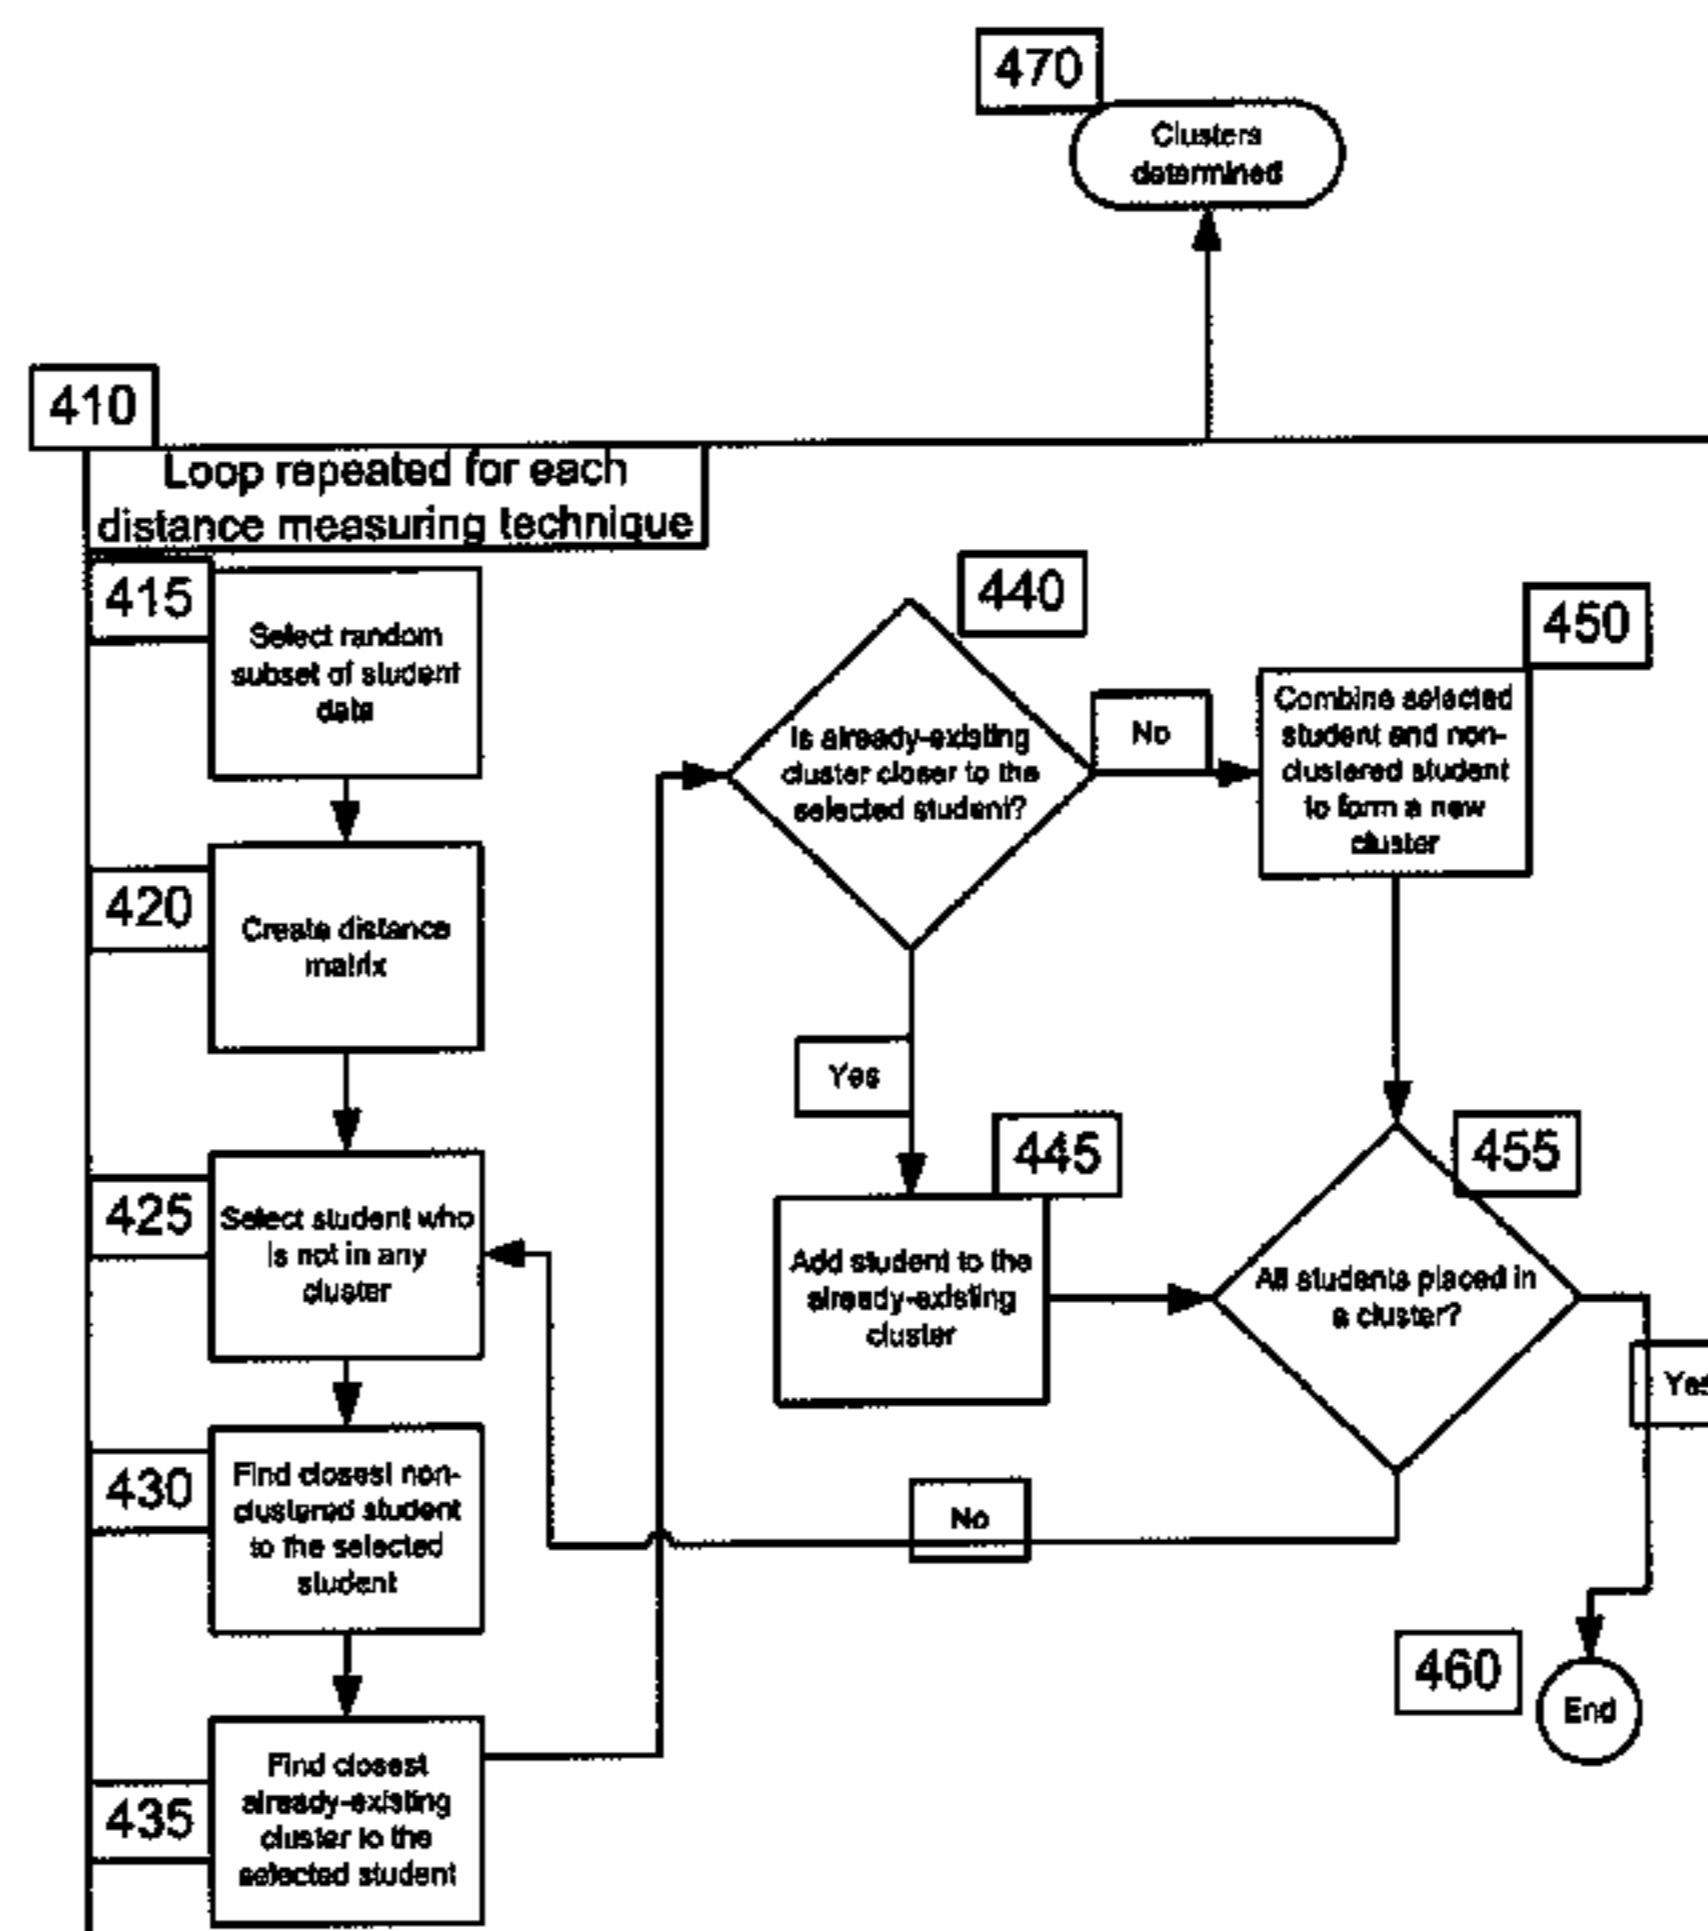 470
Clusters
determined
410
Loop repeated for each
distance measuring technique
415
Select random
subset of student
data
420
Create distance
matrix
425
Select student who
is not in any
cluster
430
Find closest non-
clustered student
to the selected
student
435
Find closest
already-existing
cluster to the
selected student
440
Is already-existing
cluster closer to the
selected student?
No
450
Combine selected
student and non-
clustered student
to form a new
cluster
Yes
445
Add student to the
already-existing
cluster
455
All students placed in
a cluster?
Yes
No
460
End